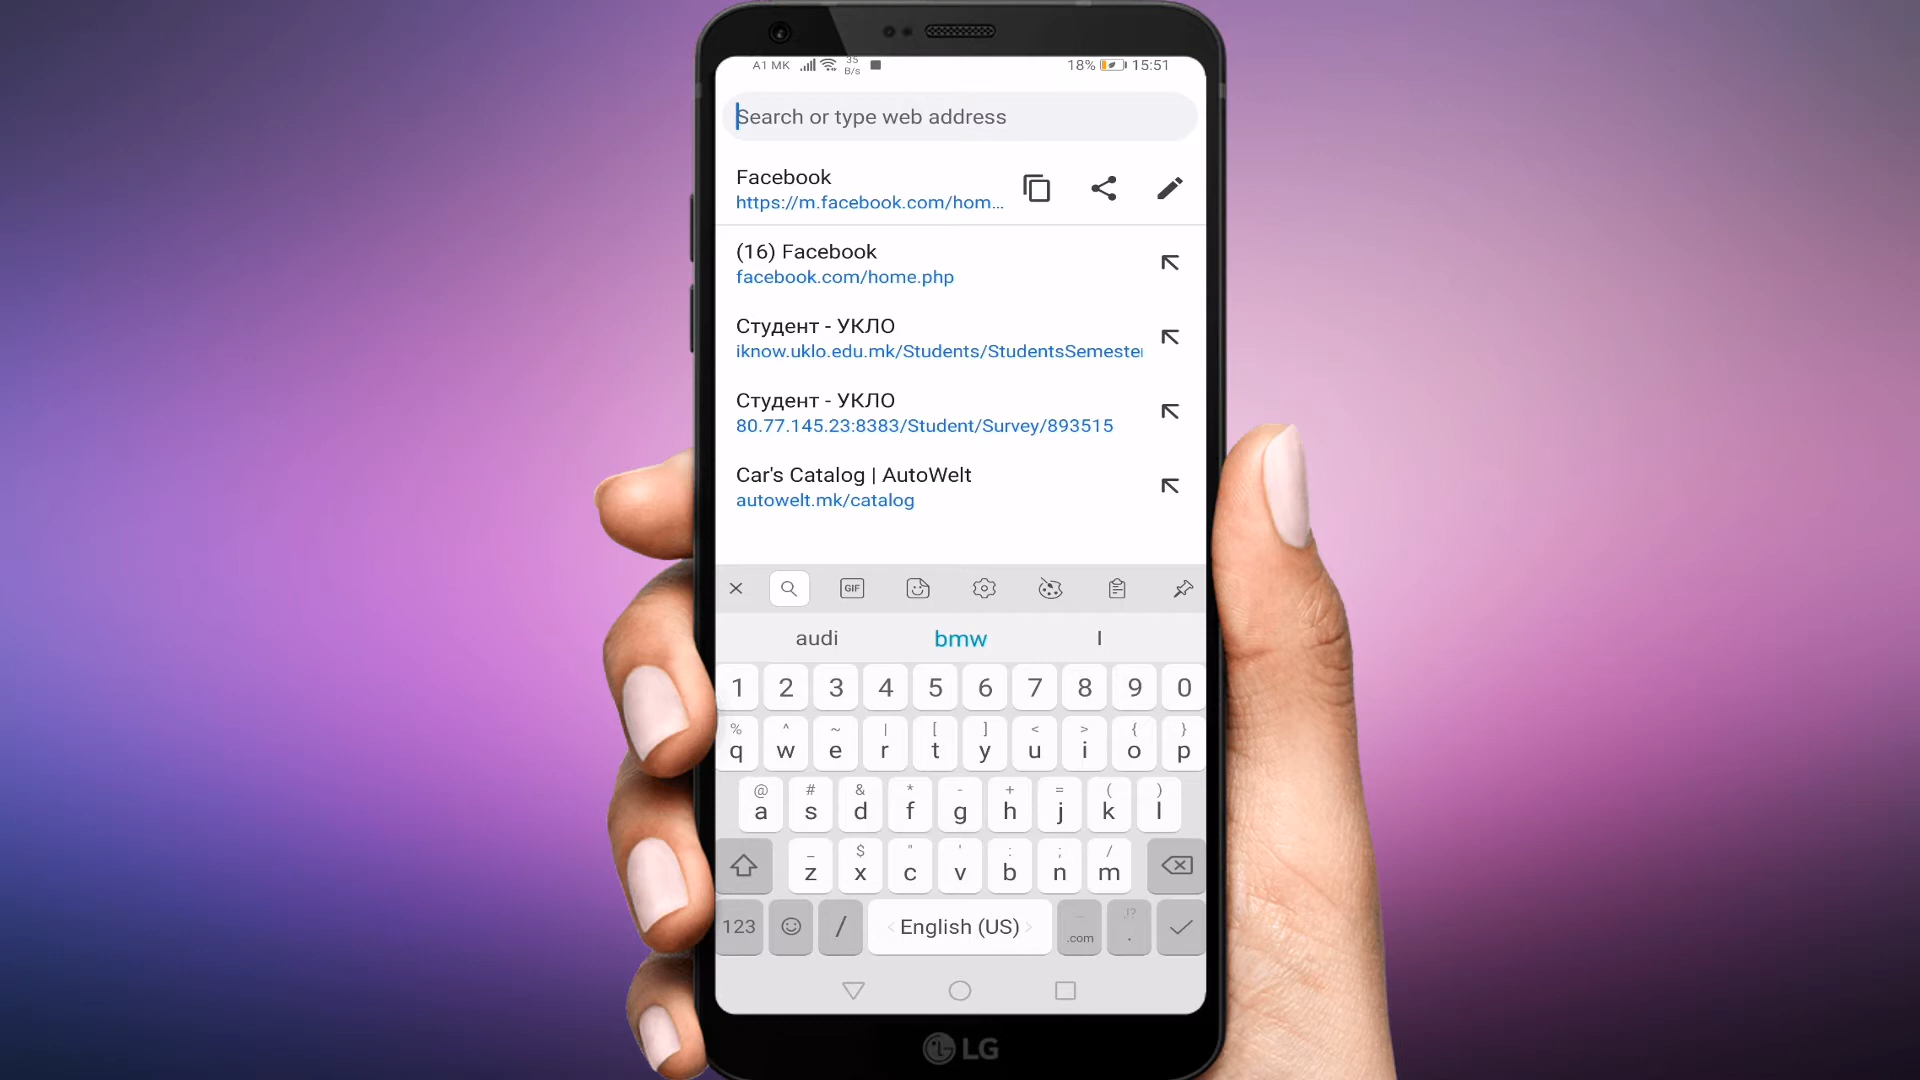 A1 MK 35 B/s 18% 15:51
Search or type web address
Facebook
https://m.facebook.com/hom...
(16) Facebook
facebook.com/home.php
Студент - УКЛО
iknow.uklo.edu.mk/Students/StudentsSemester
Студент - УКЛО
80.77.145.23:8383/Student/Survey/893515
Car's Catalog | AutoWelt
autowelt.mk/catalog
GIF
audi bmw I
1 2 3 4 5 6 7 8 9 0
% ^ ~ | [ ] < > { }
q w e r t y u i o p
@ # & * - + = ( )
a s d f g h j k l
_ $ " ' : ; /
z x c v b n m
123 / English (US) .com ,!? .
LG